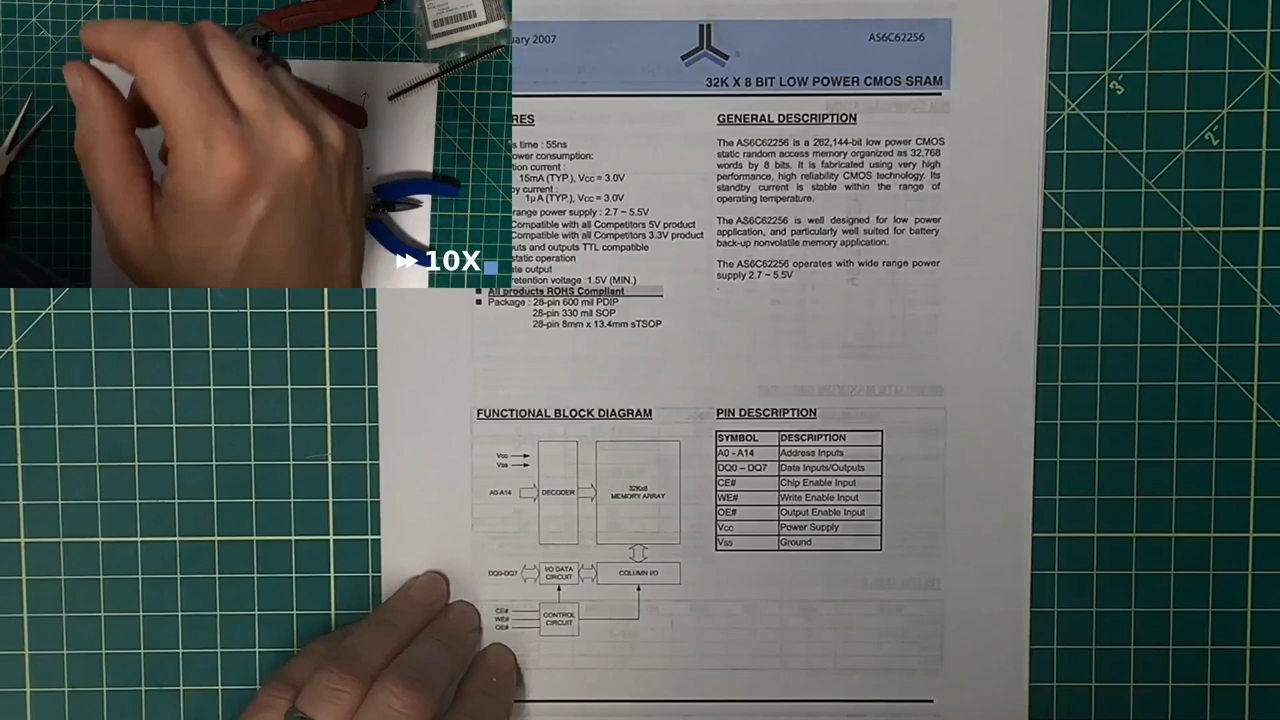 uary 2007
AS6C62256
32K X 8 BIT LOW POWER CMOS SRAM
RES
s time : 55ns
ower consumption:
tion current :
15mA (TYP.), Vcc = 3.0V
by current :
1µA (TYP.), Vcc = 3.0V
range power supply : 2.7 ~ 5.5V
Compatible with all Competitors 5V product
Compatible with all Competitors 3.3V product
uts and outputs TTL compatible
static operation
ate output
retention voltage : 1.5V (MIN.)
All products ROHS Compliant
Package : 28-pin 600 mil PDIP
28-pin 330 mil SOP
28-pin 8mm x 13.4mm sTSOP
GENERAL DESCRIPTION
The AS6C62256 is a 262,144-bit low power CMOS
static random access memory organized as 32,768
words by 8 bits. It is fabricated using very high
performance, high reliability CMOS technology. Its
standby current is stable within the range of
operating temperature.
The AS6C62256 is well designed for low power
application, and particularly well suited for battery
back-up nonvolatile memory application.
The AS6C62256 operates with wide range power
supply 2.7 ~ 5.5V
10X
FUNCTIONAL BLOCK DIAGRAM
Vcc
Vss
A0-A14
DECODER
32Kx8
MEMORY ARRAY
DQ0-DQ7
I/O DATA
CIRCUIT
COLUMN I/O
CE#
WE#
OE#
CONTROL
CIRCUIT
PIN DESCRIPTION
SYMBOL DESCRIPTION
A0 - A14 Address Inputs
DQ0 – DQ7 Data Inputs/Outputs
CE# Chip Enable Input
WE# Write Enable Input
OE# Output Enable Input
Vcc Power Supply
Vss Ground
3"
2"